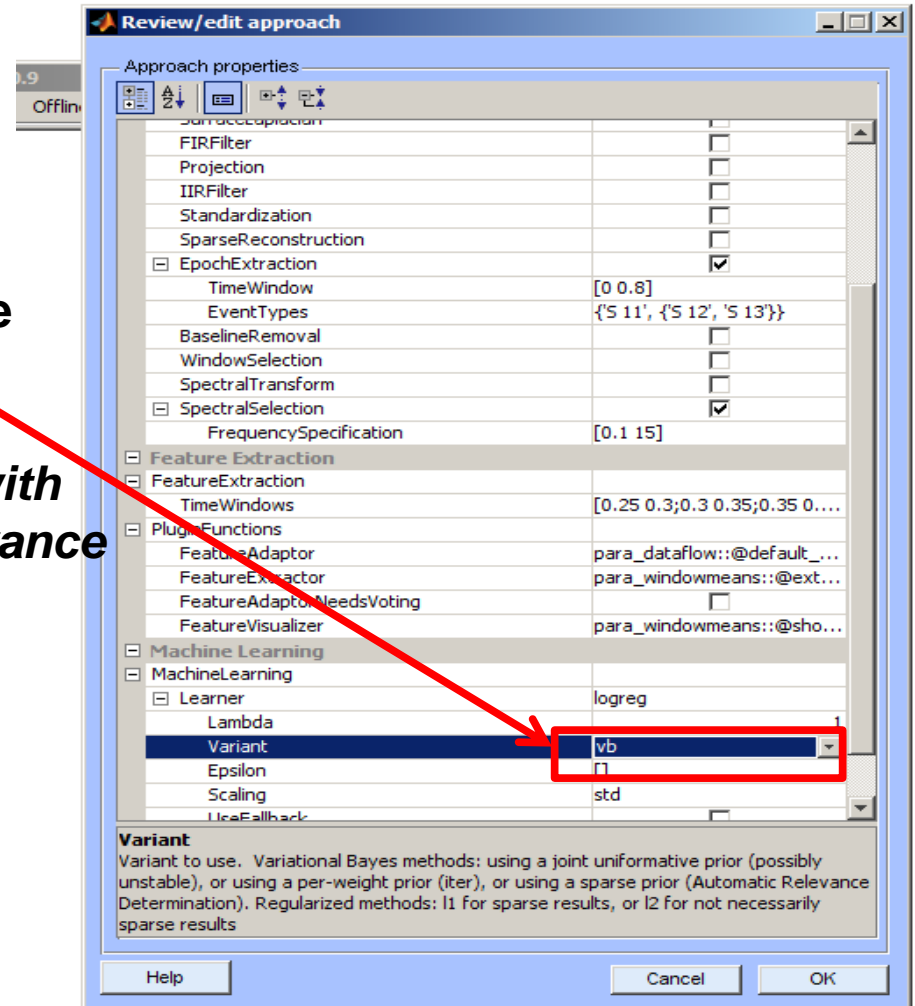 Review/edit approach
Approach properties
0.9
Offlin
SurfaceLaplacian
FIRFilter
Projection
IIRFilter
Standardization
SparseReconstruction
EpochExtraction
TimeWindow [0 0.8]
EventTypes {'S 11', {'S 12', 'S 13'}}
BaselineRemoval
WindowSelection
SpectralTransform
SpectralSelection
FrequencySpecification [0.1 15]
Feature Extraction
FeatureExtraction
TimeWindows [0.25 0.3;0.3 0.35;0.35 0....
PluginFunctions
FeatureAdaptor para_dataflow::@default_...
FeatureExtractor para_windowmeans::@ext...
FeatureAdaptorNeedsVoting
FeatureVisualizer para_windowmeans::@sho...
Machine Learning
MachineLearning
Learner logreg
Lambda 1
Variant vb
Epsilon []
Scaling std
UseFallback
Variant
Variant to use. Variational Bayes methods: using a joint uniformative prior (possibly
unstable), or using a per-weight prior (iter), or using a sparse prior (Automatic Relevance
Determination). Regularized methods: l1 for sparse results, or l2 for not necessarily
sparse results
Help Cancel OK
e
vith
rance